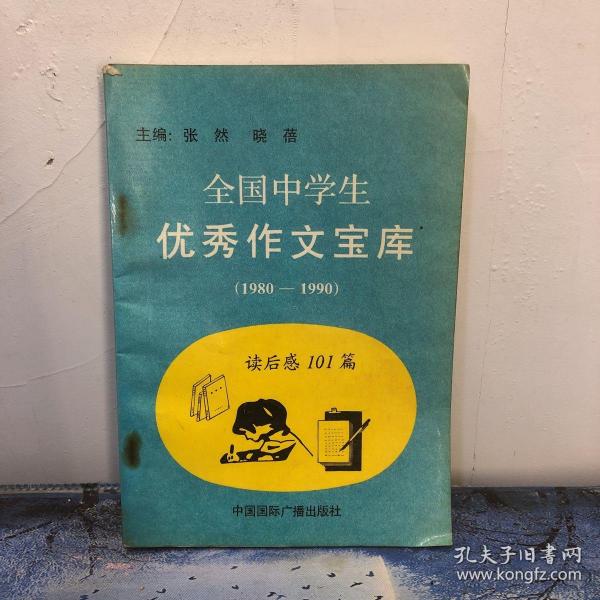 主编: 张 然 晓 蓓
全国中学生
优秀作文宝库
(1980—1990)
读后感 101 篇
中国国际广播出版社
孔夫子旧书网
www.kongfz.com